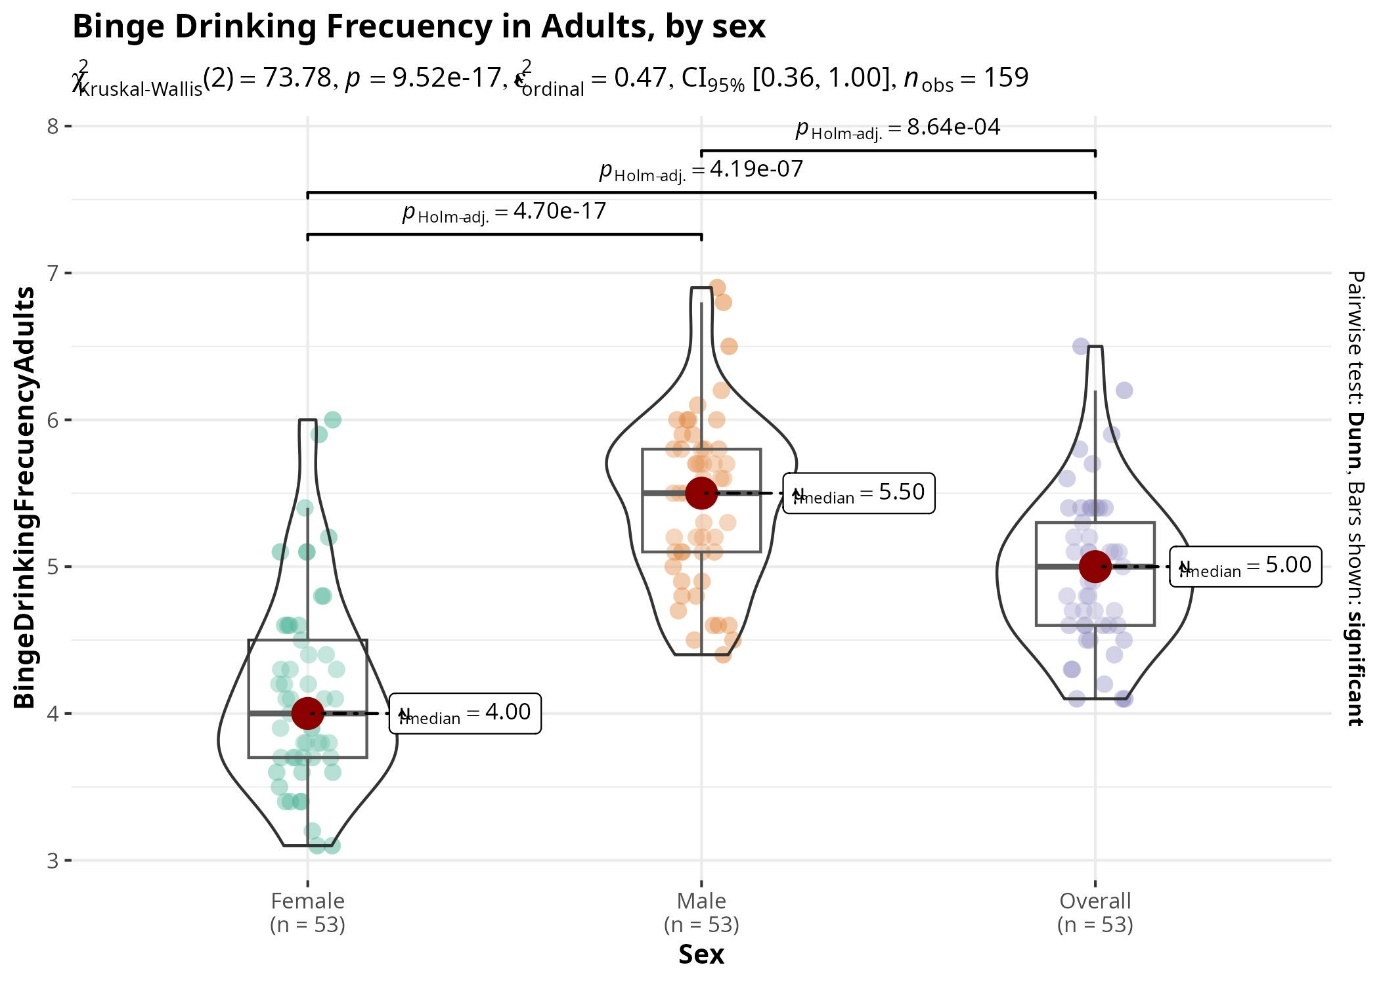 Binge Drinking Frecuency in Adults, by sex
χ²Kruskal-Wallis(2) = 73.78, p = 9.52e-17, ε²ordinal = 0.47, CI95% [0.36, 1.00], nobs = 159
8
pHolm-adj. = 8.64e-04
pHolm-adj. = 4.19e-07
pHolm-adj. = 4.70e-17
7
6
5
4
3
BingeDrinkingFrecuencyAdults
median = 5.50
median = 5.00
median = 4.00
Pairwise test: Dunn, Bars shown: significant
Female
(n = 53)
Male
(n = 53)
Overall
(n = 53)
Sex